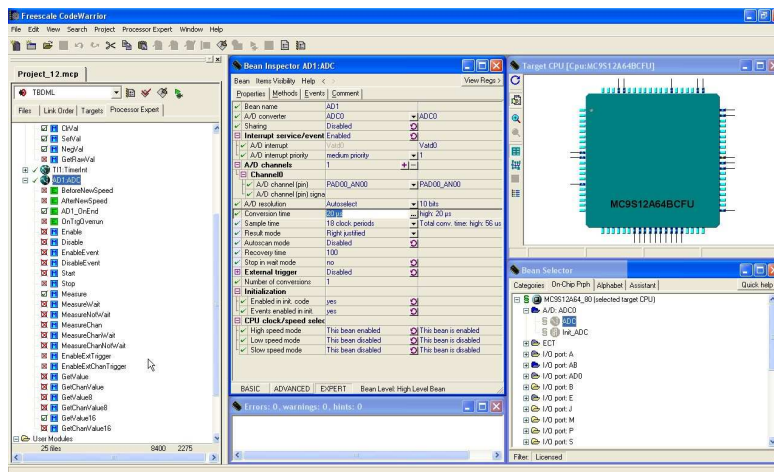 Freescale CodeWarrior
File Edit View Search Project Processor Expert Window Help
Project_12.mcp
TBDML
Files Link Order Targets Processor Expert
ClrVal
SetVal
NegVal
GetRawVal
TI1:TimerInt
AD1:ADC
BeforeNewSpeed
AfterNewSpeed
AD1_OnEnd
OnTrgOverrun
Enable
Disable
EnableEvent
DisableEvent
Start
Stop
Measure
MeasureWait
MeasureNotWait
MeasureChan
MeasureChanWait
MeasureChanNotWait
EnableExtTrigger
EnableExtChanTrigger
GetValue
GetChanValue
GetValue8
GetChanValue8
GetValue16
GetChanValue16
User Modules
25 files 8400 2275
Bean Inspector AD1:ADC
Bean Items Visibility Help < > View Regs >
Properties Methods Events Comment
Bean name AD1
A/D converter ADC0 ADC0
Sharing Disabled
Interrupt service/event Enabled
A/D interrupt Vatd0 Vatd0
A/D interrupt priority medium priority 1
A/D channels 1 + -
Channel0
A/D channel (pin) PAD00_AN00 PAD00_AN00
A/D channel (pin) signa
A/D resolution Autoselect 10 bits
Conversion time 20 µs ... high: 20 µs
Sample time 18 clock periods Total conv. time: high: 56 us
Result mode Right justified
Autoscan mode Disabled
Recovery time 100
Stop in wait mode no
External trigger Disabled
Number of conversions 1
Initialization
Enabled in init. code yes
Events enabled in init. yes
CPU clock/speed selec
High speed mode This bean enabled This bean is enabled
Low speed mode This bean disabled This bean is disabled
Slow speed mode This bean disabled This bean is disabled
BASIC ADVANCED EXPERT Bean Level: High Level Bean
Errors: 0, warnings: 0, hints: 0
Target CPU [Cpu:MC9S12A64BCFU]
MC9S12A64BCFU
Bean Selector
Categories On-Chip Prph Alphabet Assistant Quick help
MC9S12A64_80 (selected target CPU)
A/D: ADC0
ADC
Init_ADC
ECT
I/O port: A
I/O port: AB
I/O port: AD0
I/O port: B
I/O port: E
I/O port: J
I/O port: M
I/O port: P
I/O port: S
Filter: Licensed